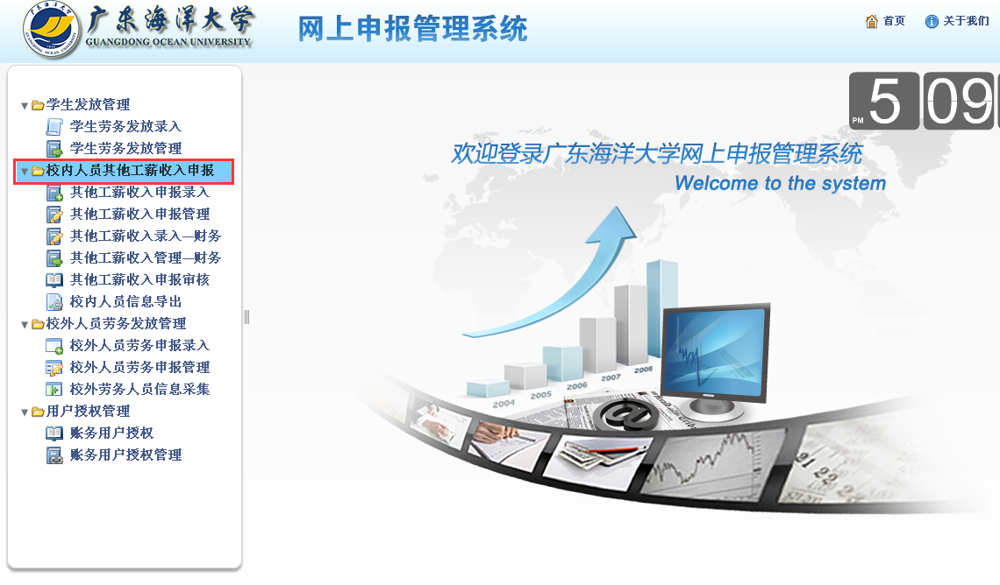 广东海洋大学
GUANGDONG OCEAN UNIVERSITY
网上申报管理系统
首页
关于我们
学生发放管理
学生劳务发放录入
学生劳务发放管理
校内人员其他工薪收入申报
其他工薪收入申报录入
其他工薪收入申报管理
其他工薪收入录入—财务
其他工薪收入管理—财务
其他工薪收入申报审核
校内人员信息导出
校外人员劳务发放管理
校外人员劳务申报录入
校外人员劳务申报管理
校外劳务人员信息采集
用户授权管理
账务用户授权
账务用户授权管理
PM 5 09
欢迎登录广东海洋大学网上申报管理系统
Welcome to the system
2004 2005 2006 2007 2008
@